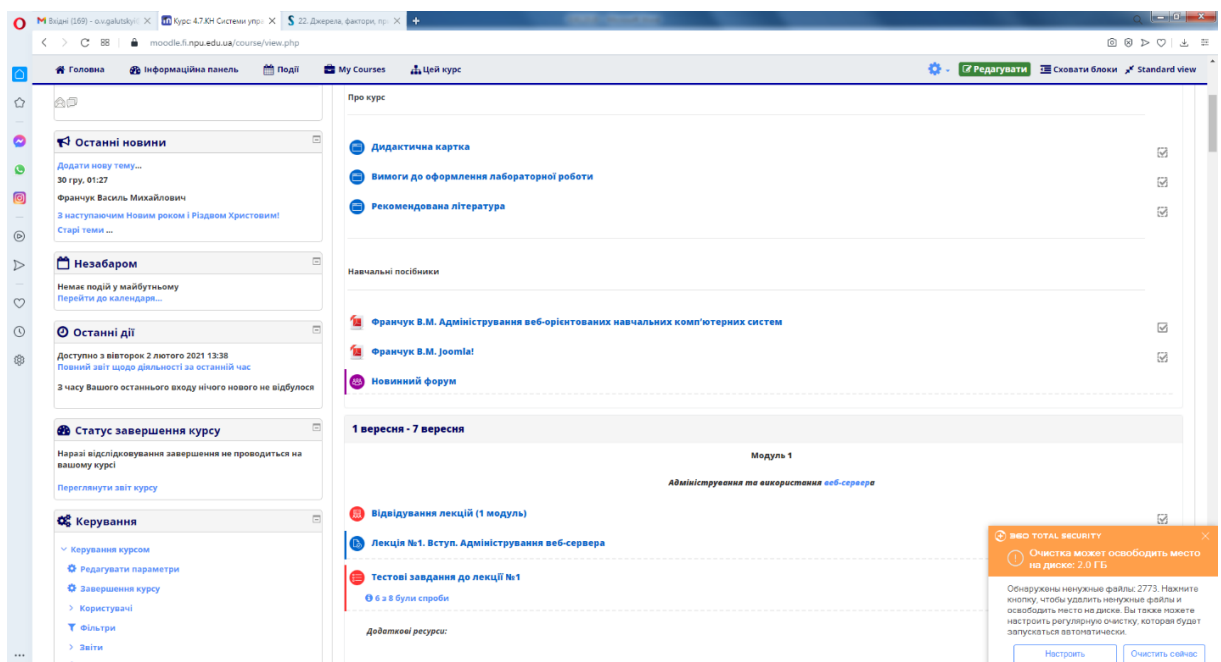 Вхідні (169) - o.v.galutskyi
Курс: 4.7.КН Системи упра
22. Джерела, фактори, пр
moodle.fi.npu.edu.ua/course/view.php
Головна
Інформаційна панель
Події
My Courses
Цей курс
Редагувати
Сховати блоки
Standard view
Останні новини
Додати нову тему...
30 гру, 01:27
Франчук Василь Михайлович
З наступаючим Новим роком і Різдвом Христовим!
Старі теми ...
Незабаром
Немає подій у майбутньому
Перейти до календаря...
Останні дії
Доступно з вівторок 2 лютого 2021 13:38
Повний звіт щодо діяльності за останній час
З часу Вашого останнього входу нічого нового не відбулося
Статус завершення курсу
Наразі відслідковування завершення не проводиться на
вашому курсі
Переглянути звіт курсу
Керування
Керування курсом
Редагувати параметри
Завершення курсу
Користувачі
Фільтри
Звіти
Про курс
Дидактична картка
Вимоги до оформлення лабораторної роботи
Рекомендована література
Навчальні посібники
Франчук В.М. Адміністрування веб-орієнтованих навчальних комп'ютерних систем
Франчук В.М. Joomla!
Новинний форум
1 вересня - 7 вересня
Модуль 1
Адміністрування та використання веб-сервера
Відвідування лекцій (1 модуль)
Лекція №1. Вступ. Адміністрування веб-сервера
Тестові завдання до лекції №1
6 з 8 були спроби
Додаткові ресурси:
360 TOTAL SECURITY
Очистка может освободить место
на диске: 2.0 ГБ
Обнаружены ненужные файлы: 2773. Нажмите
кнопку, чтобы удалить ненужные файлы и
освободить место на диске. Вы также можете
настроить регулярную очистку, которая будет
запускаться автоматически.
Настроить
Очистить сейчас